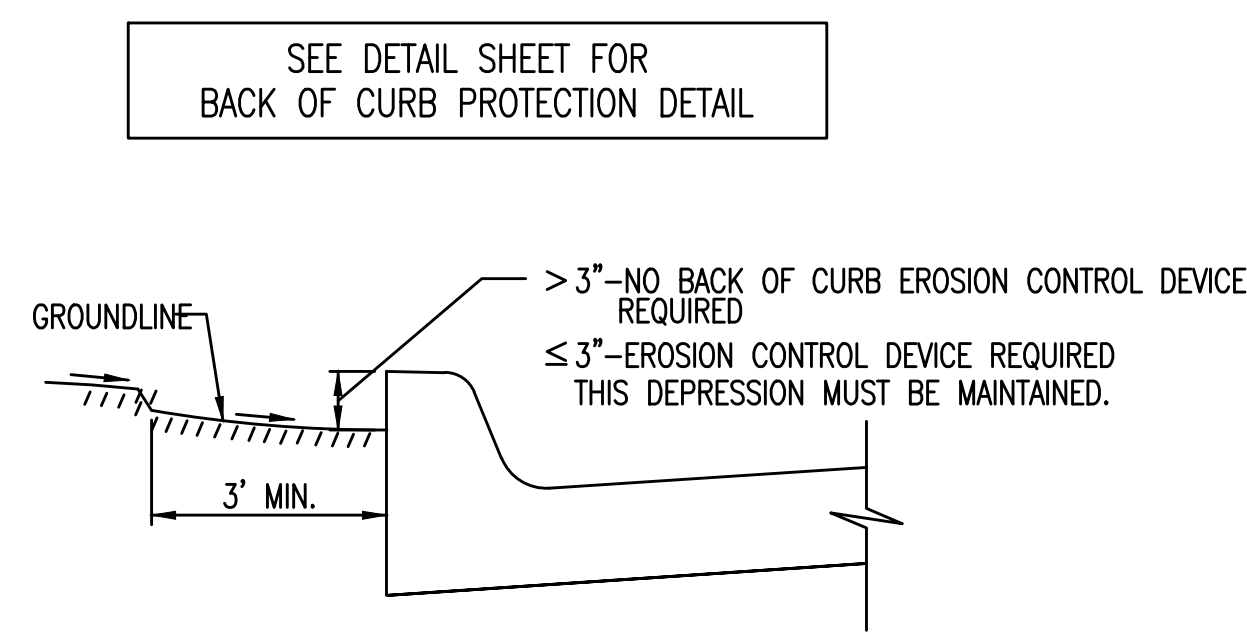 SEE DETAIL SHEET FOR
BACK OF CURB PROTECTION DETAIL
>3"-NO BACK OF CURB EROSION CONTROL DEVICE
REQUIRED
GROUNDLINE
≤3"-EROSION CONTROL DEVICE REQUIRED
THIS DEPRESSION MUST BE MAINTAINED.
3' MIN.